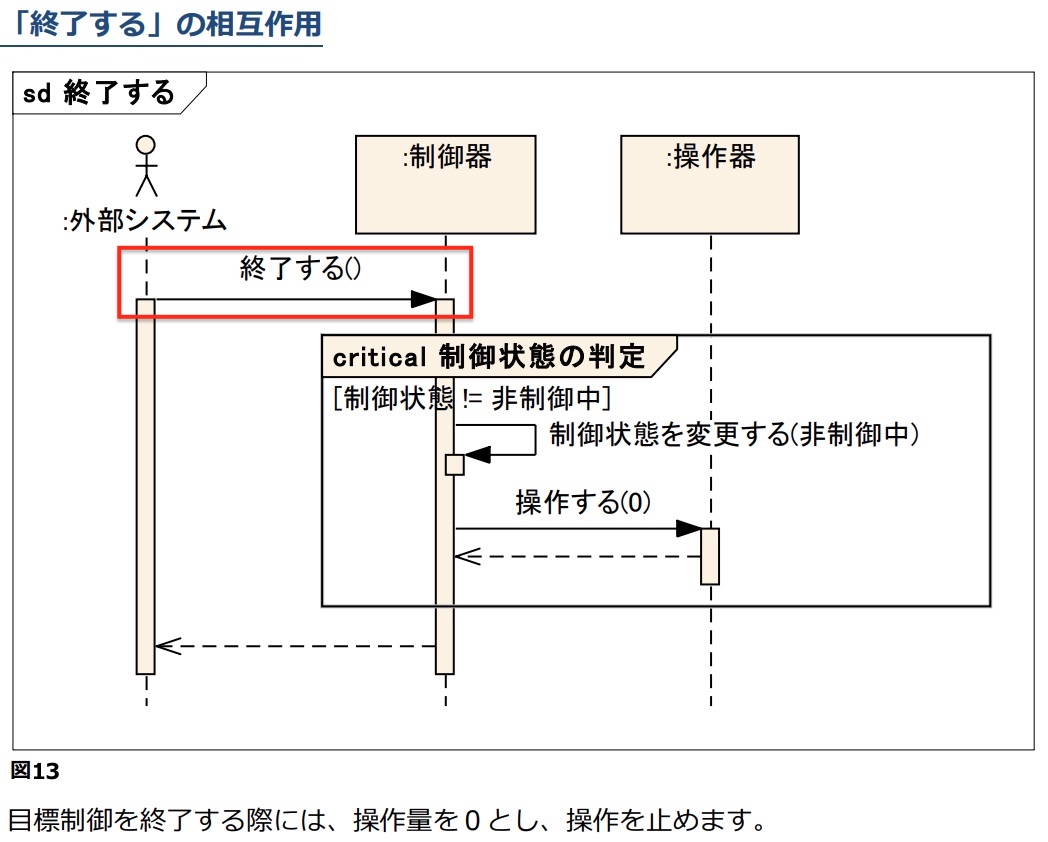 「終了する」の相互作用
sd 終了する
:外部システム
:制御器
:操作器
終了する()
critical 制御状態の判定
[制御状態 != 非制御中]
制御状態を変更する(非制御中)
操作する(0)
図13
目標制御を終了する際には、操作量を0とし、操作を止めます。